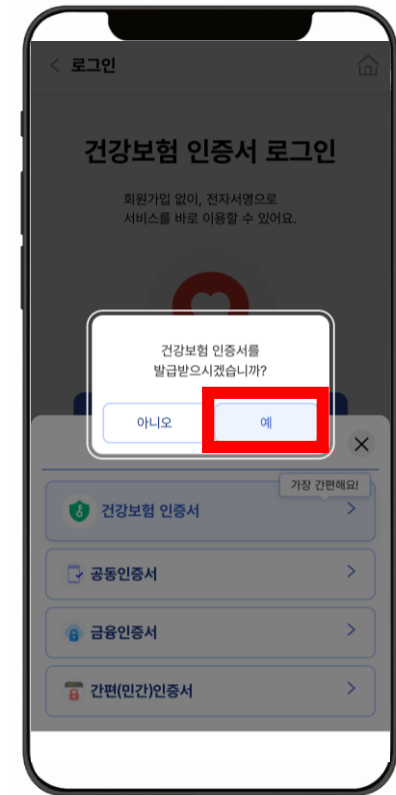 로그인
건강보험 인증서 로그인
회원가입 없이, 전자서명으로
서비스를 바로 이용할 수 있어요.
건강보험 인증서를
발급받으시겠습니까?
아니오 예
가장 간편해요!
건강보험 인증서
공동인증서
금융인증서
간편(민간)인증서